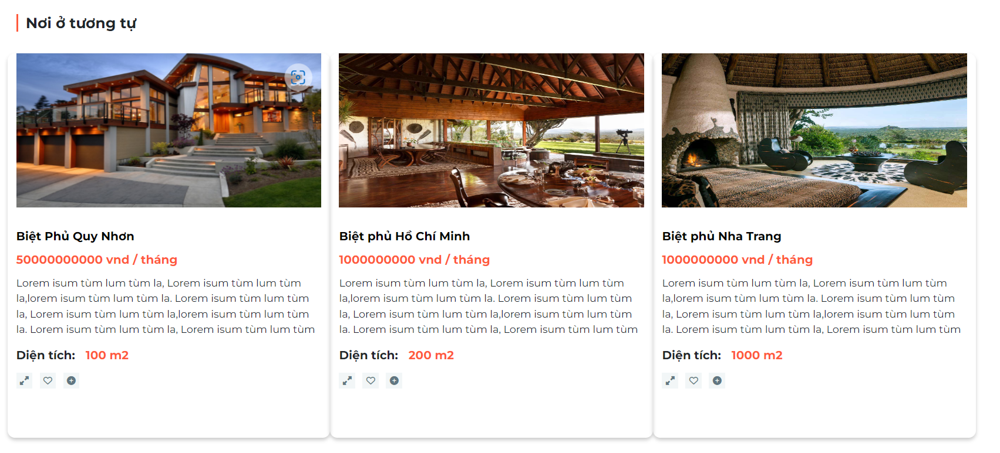 Nơi ở tương tự
Biệt Phủ Quy Nhơn
50000000000 vnd / tháng
Lorem isum tùm lum tùm la, Lorem isum tùm lum tùm
la,lorem isum tùm lum tùm la. Lorem isum tùm lum tùm
la, Lorem isum tùm lum tùm la,lorem isum tùm lum tùm
la. Lorem isum tùm lum tùm la, Lorem isum tùm lum tùm
Diện tích: 100 m2
Biệt phủ Hồ Chí Minh
1000000000 vnd / tháng
Lorem isum tùm lum tùm la, Lorem isum tùm lum tùm
la,lorem isum tùm lum tùm la. Lorem isum tùm lum tùm
la, Lorem isum tùm lum tùm la,lorem isum tùm lum tùm
la. Lorem isum tùm lum tùm la, Lorem isum tùm lum tùm
Diện tích: 200 m2
Biệt phủ Nha Trang
1000000000 vnd / tháng
Lorem isum tùm lum tùm la, Lorem isum tùm lum tùm
la,lorem isum tùm lum tùm la. Lorem isum tùm lum tùm
la, Lorem isum tùm lum tùm la,lorem isum tùm lum tùm
la. Lorem isum tùm lum tùm la, Lorem isum tùm lum tùm
Diện tích: 1000 m2